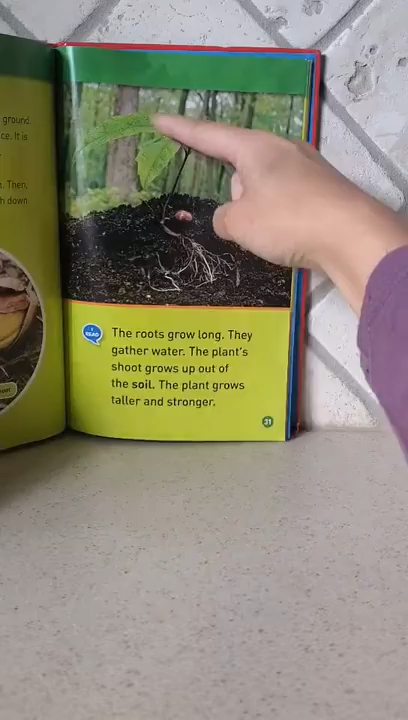 ground.
ce. It is
. Then,
h down
I
READ
The roots grow long. They
gather water. The plant's
shoot grows up out of
the soil. The plant grows
taller and stronger.
31